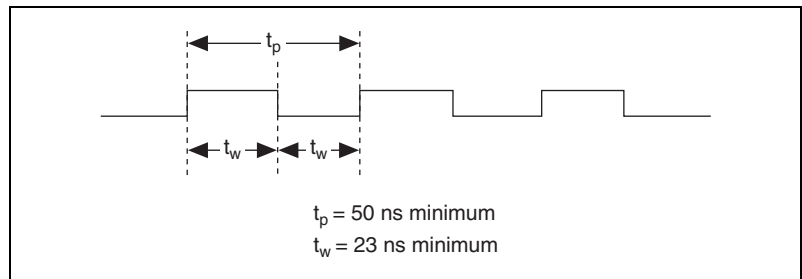 tp
tw tw
tp = 50 ns minimum
tw = 23 ns minimum